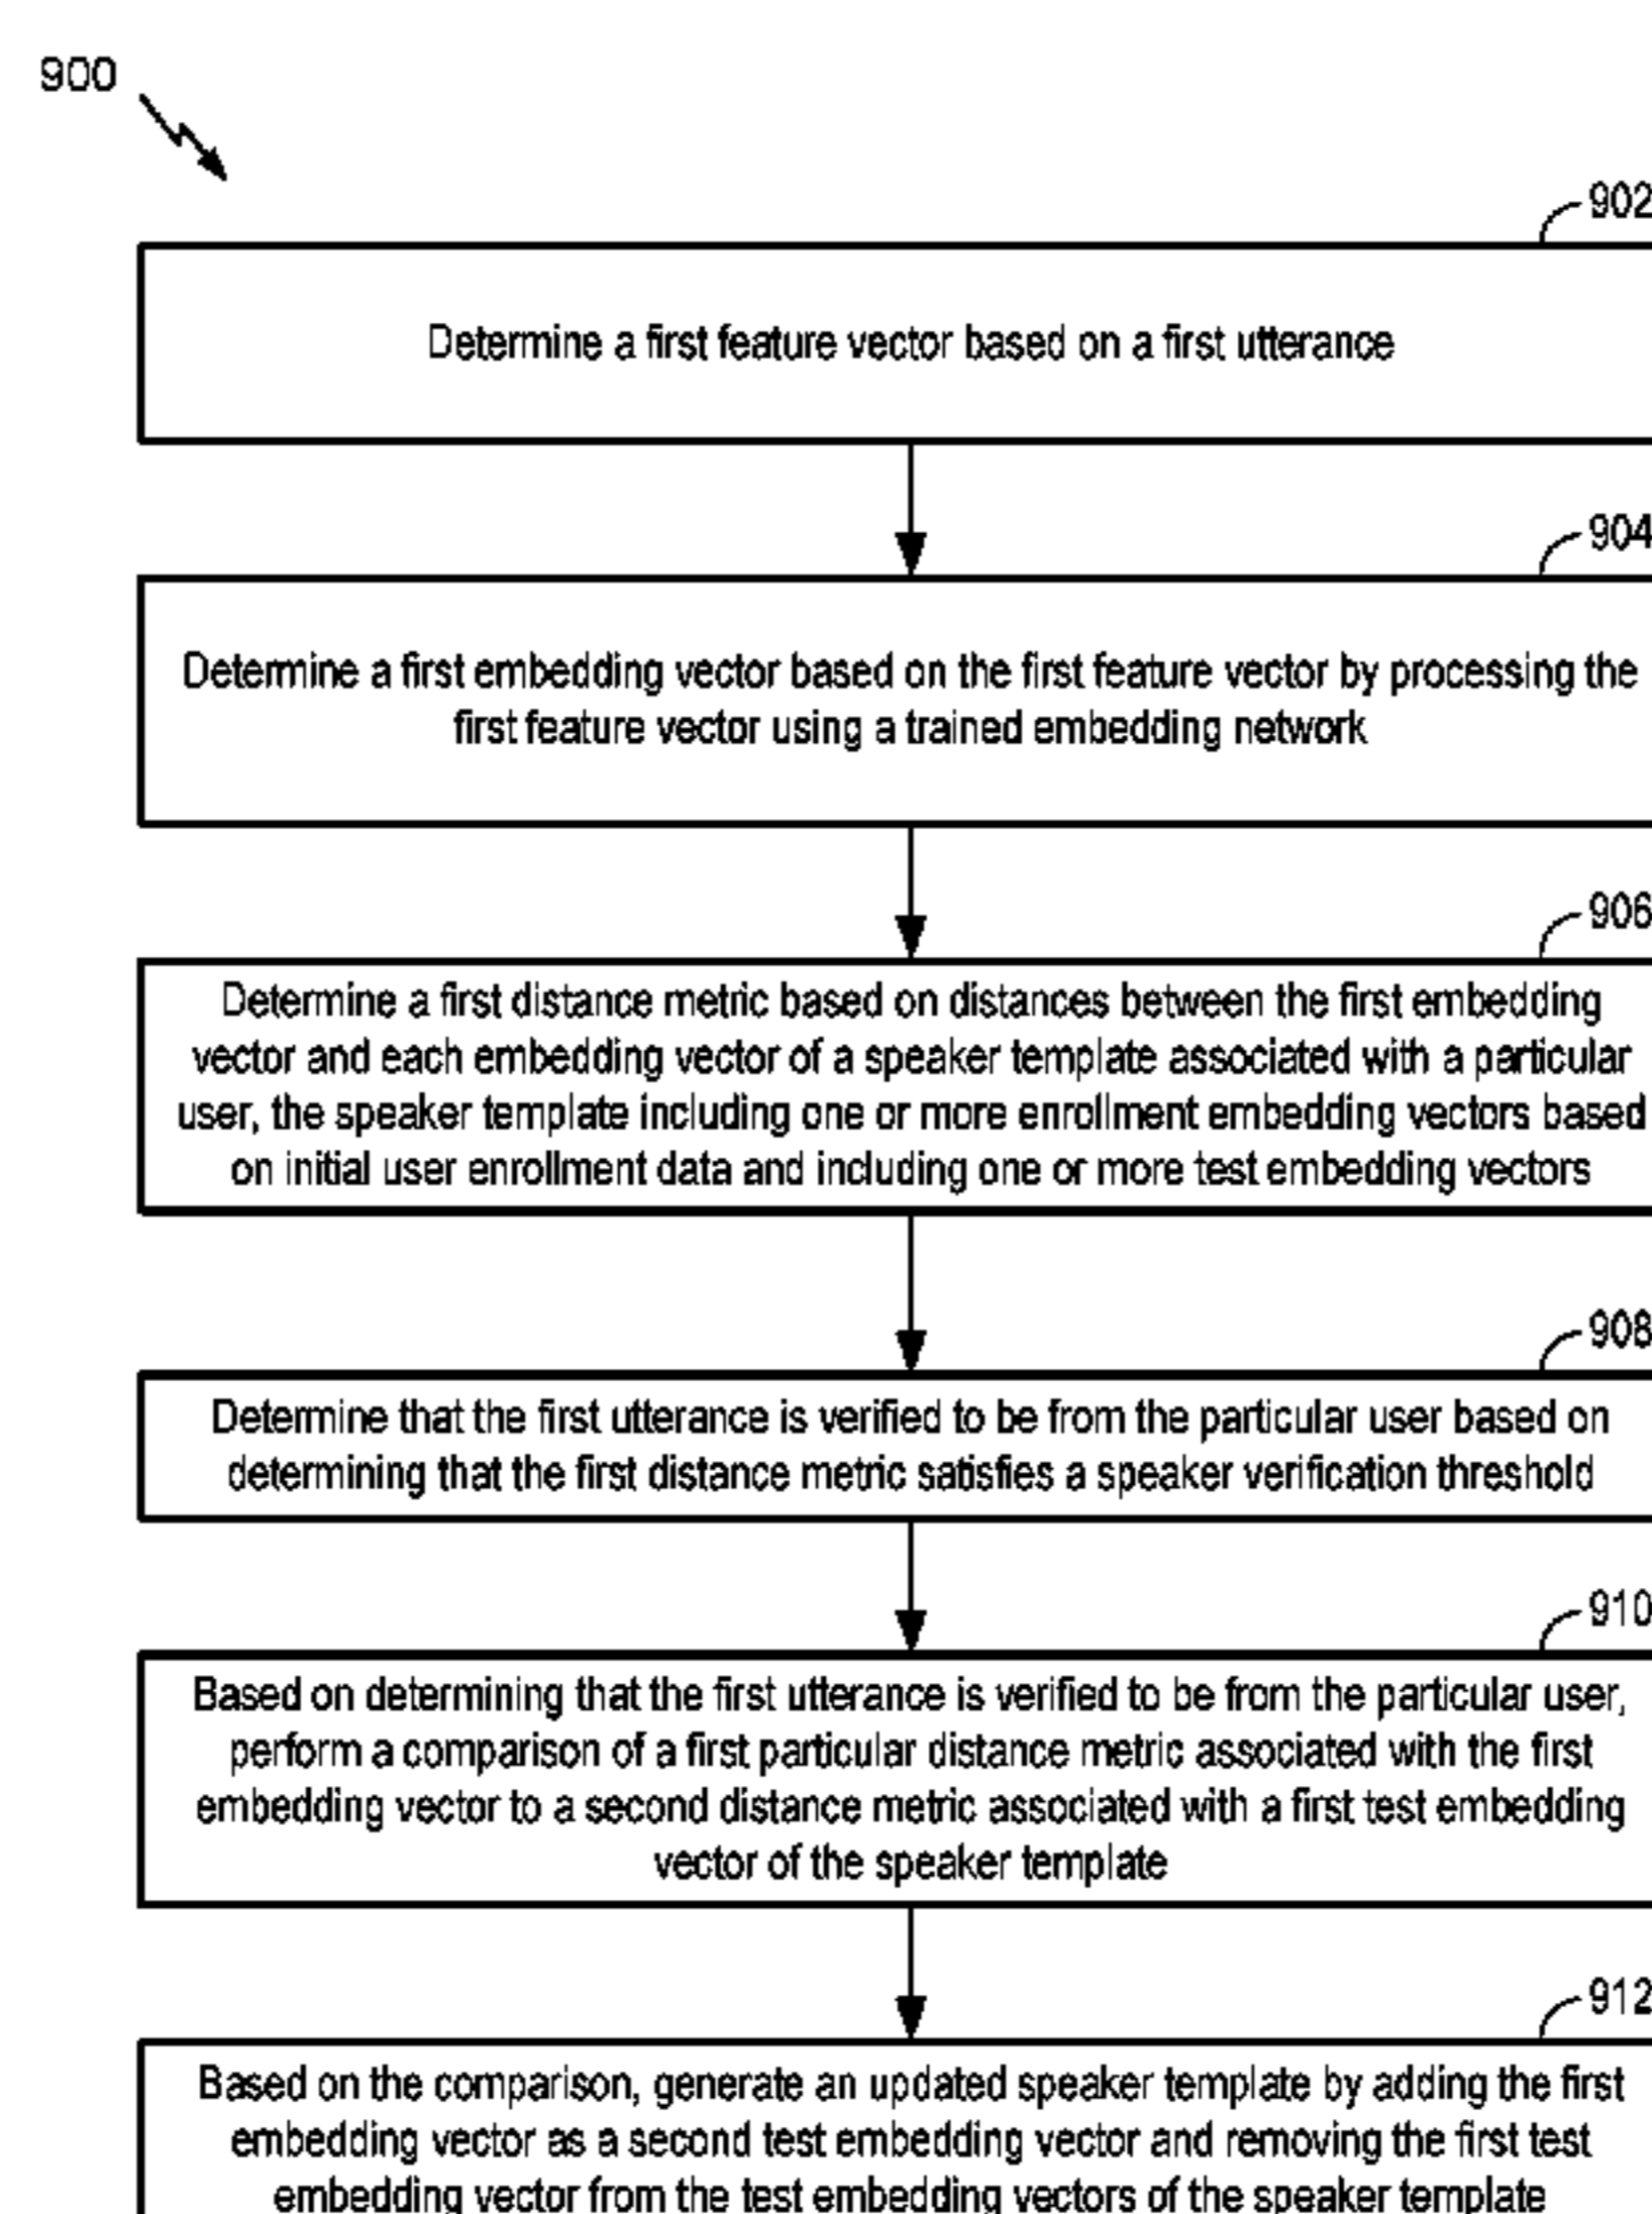 900
902
Determine a first feature vector based on a first utterance
904
Determine a first embedding vector based on the first feature vector by processing the
first feature vector using a trained embedding network
906
Determine a first distance metric based on distances between the first embedding
vector and each embedding vector of a speaker template associated with a particular
user, the speaker template including one or more enrollment embedding vectors based
on initial user enrollment data and including one or more test embedding vectors
908
Determine that the first utterance is verified to be from the particular user based on
determining that the first distance metric satisfies a speaker verification threshold
910
Based on determining that the first utterance is verified to be from the particular user,
perform a comparison of a first particular distance metric associated with the first
embedding vector to a second distance metric associated with a first test embedding
vector of the speaker template
912
Based on the comparison, generate an updated speaker template by adding the first
embedding vector as a second test embedding vector and removing the first test
embedding vector from the test embedding vectors of the speaker template